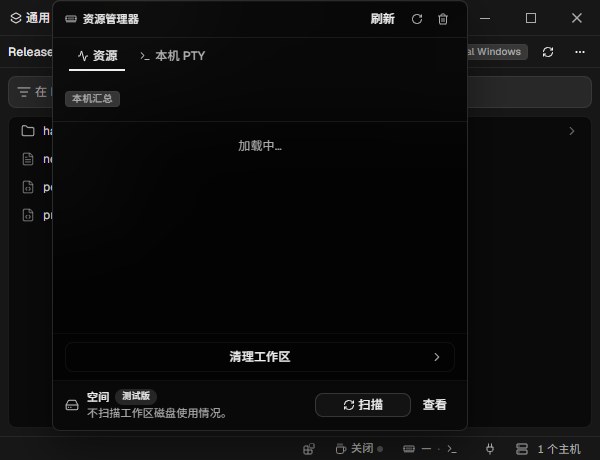 通用
资源管理器
刷新
Release
资源
本机 PTY
al Windows
在
本机汇总
加载中...
清理工作区
空间 测试版
不扫描工作区磁盘使用情况。
扫描
查看
关闭
1 个主机